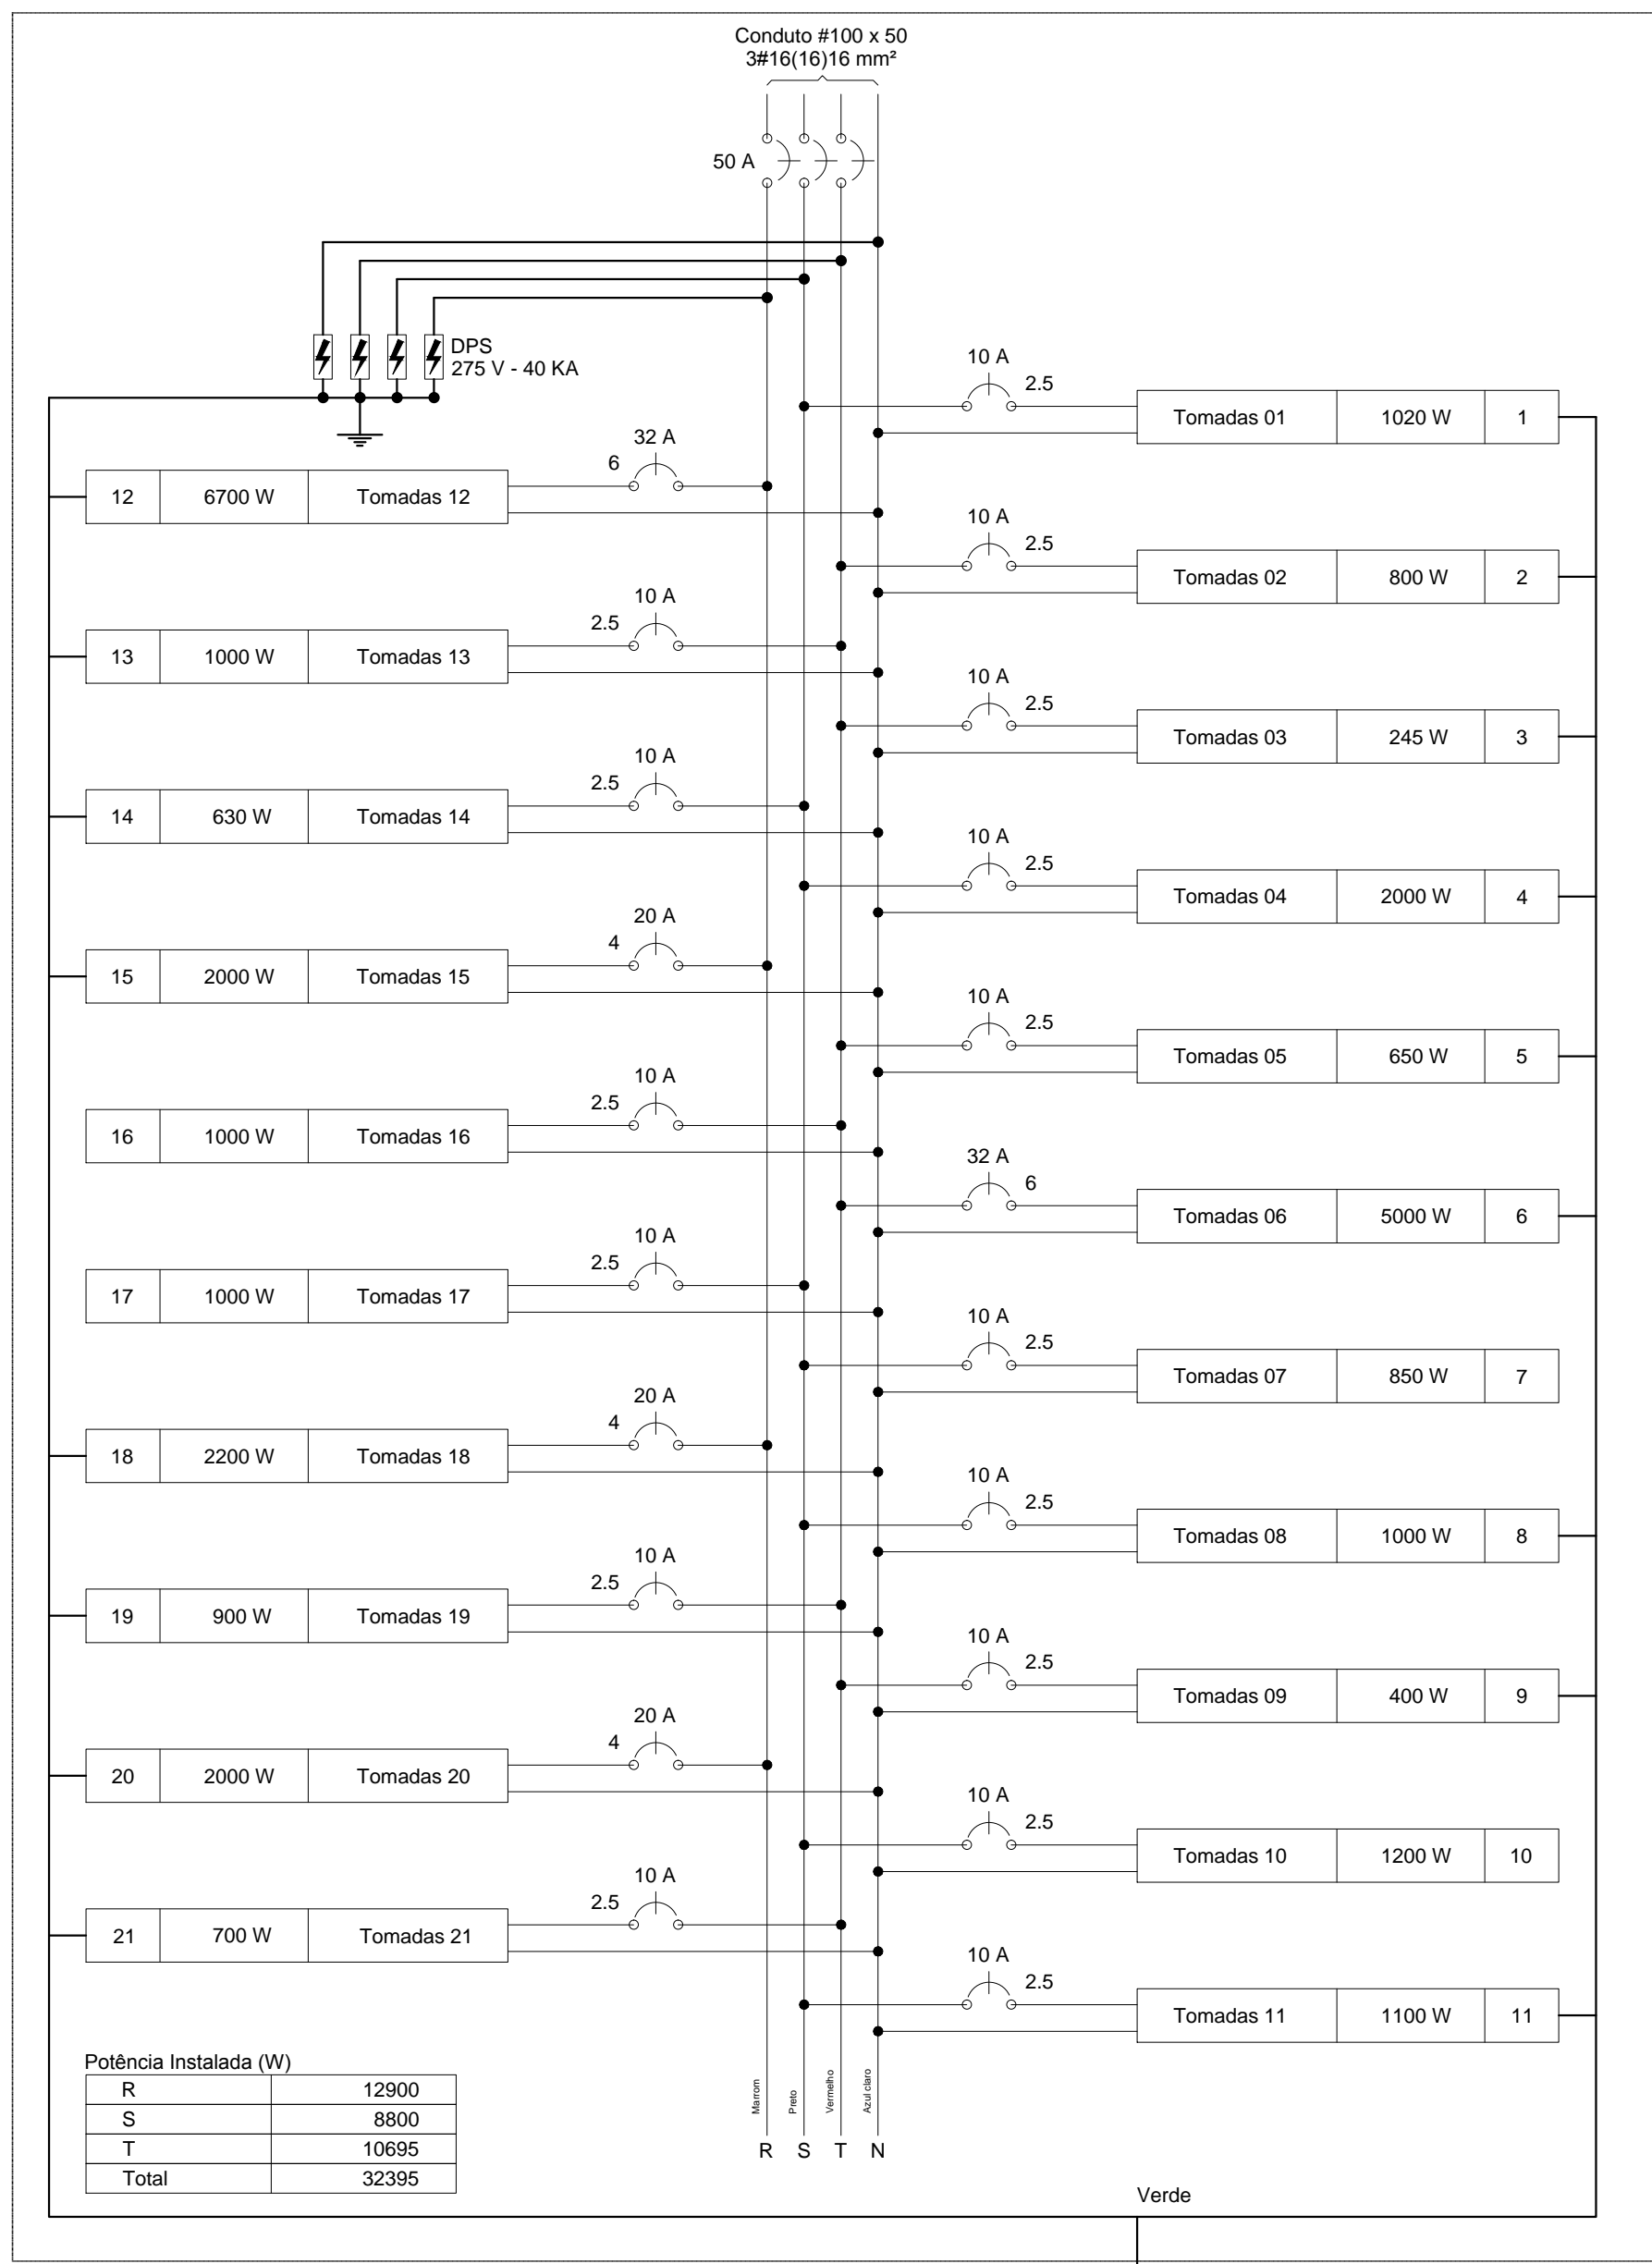 Conduto #100 x 50
3#16(16)16 mm²
50 A
DPS
275 V - 40 KA
10 A
2.5
Tomadas 01 1020 W 1
32 A
6
12 6700 W Tomadas 12
10 A
2.5
Tomadas 02 800 W 2
10 A
2.5
13 1000 W Tomadas 13
10 A
2.5
Tomadas 03 245 W 3
10 A
2.5
14 630 W Tomadas 14
10 A
2.5
Tomadas 04 2000 W 4
20 A
4
15 2000 W Tomadas 15
10 A
2.5
Tomadas 05 650 W 5
10 A
2.5
16 1000 W Tomadas 16
32 A
6
Tomadas 06 5000 W 6
10 A
2.5
17 1000 W Tomadas 17
10 A
2.5
Tomadas 07 850 W 7
20 A
4
18 2200 W Tomadas 18
10 A
2.5
Tomadas 08 1000 W 8
10 A
2.5
19 900 W Tomadas 19
10 A
2.5
Tomadas 09 400 W 9
20 A
4
20 2000 W Tomadas 20
10 A
2.5
Tomadas 10 1200 W 10
10 A
2.5
21 700 W Tomadas 21
10 A
2.5
Tomadas 11 1100 W 11
Potência Instalada (W)
R 12900
S 8800
T 10695
Total 32395
Marrom
Preto
Vermelho
Azul claro
R S T N
Verde